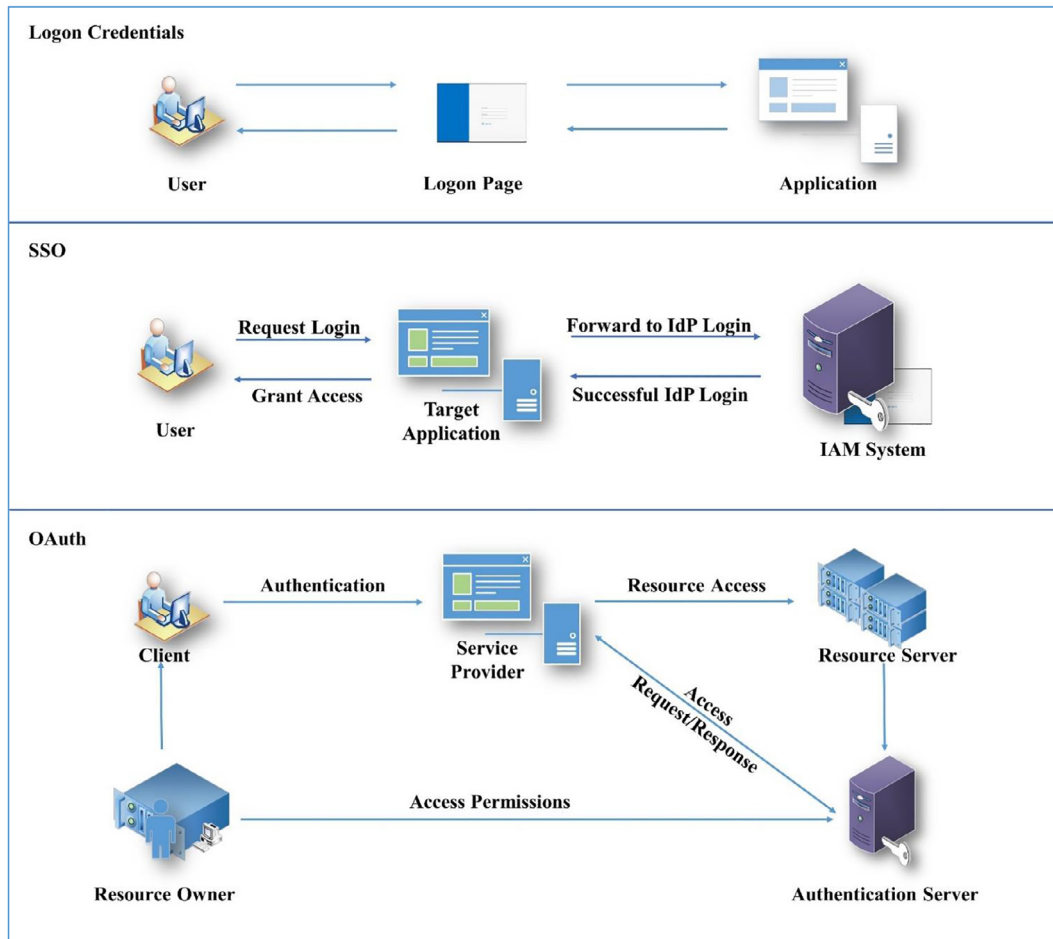 Logon Credentials
User
Logon Page
Application
SSO
Request Login
Grant Access
User
Target
Application
Forward to IdP Login
Successful IdP Login
IAM System
OAuth
Authentication
Resource Access
Client
Service
Provider
Resource Server
Access
Request/Response
Access Permissions
Resource Owner
Authentication Server